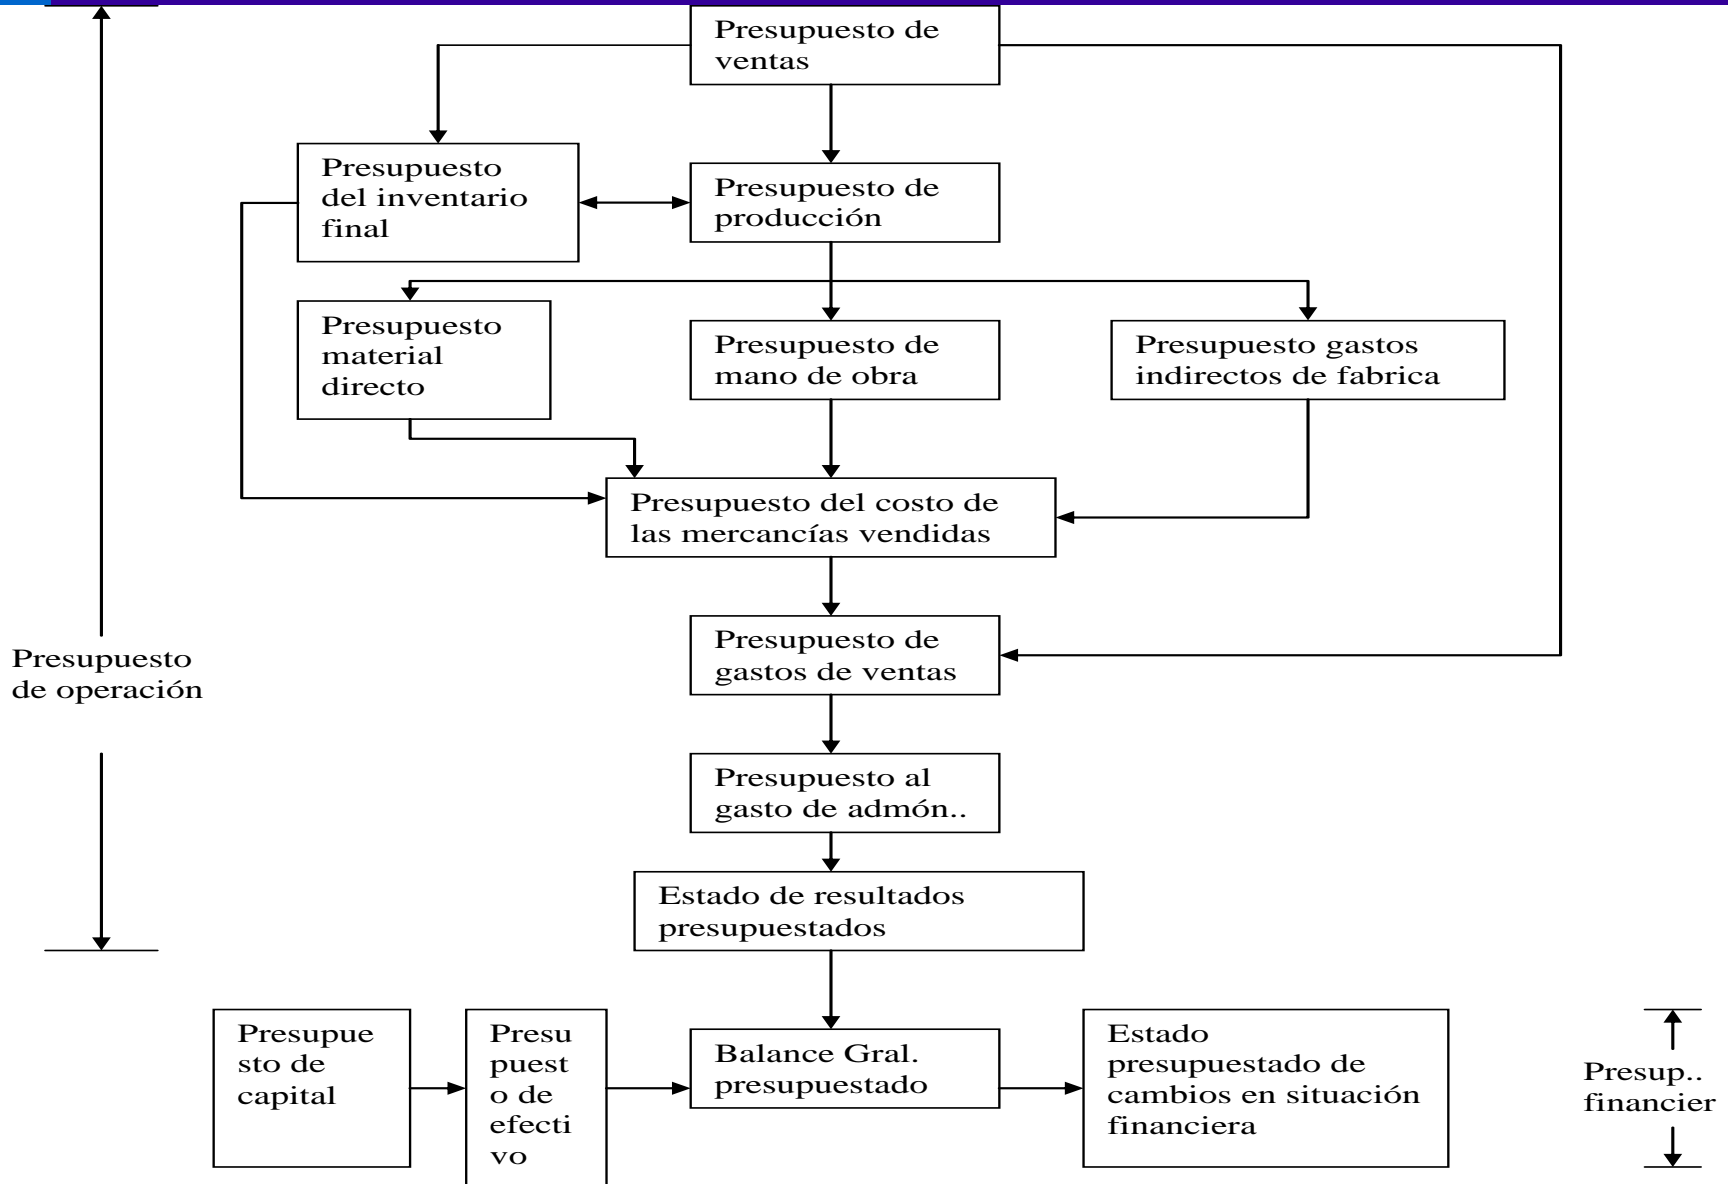 Presupuesto de
ventas
Presupuesto
del inventario
final
Presupuesto de
producción
Presupuesto
material
directo
Presupuesto de
mano de obra
Presupuesto gastos
indirectos de fabrica
Presupuesto del costo de
las mercancías vendidas
Presupuesto
de operación
Presupuesto de
gastos de ventas
Presupuesto al
gasto de admón..
Estado de resultados
presupuestados
Presupue
sto de
capital
Presu
puest
o de
efecti
vo
Balance Gral.
presupuestado
Estado
presupuestado de
cambios en situación
financiera
Presup..
financier